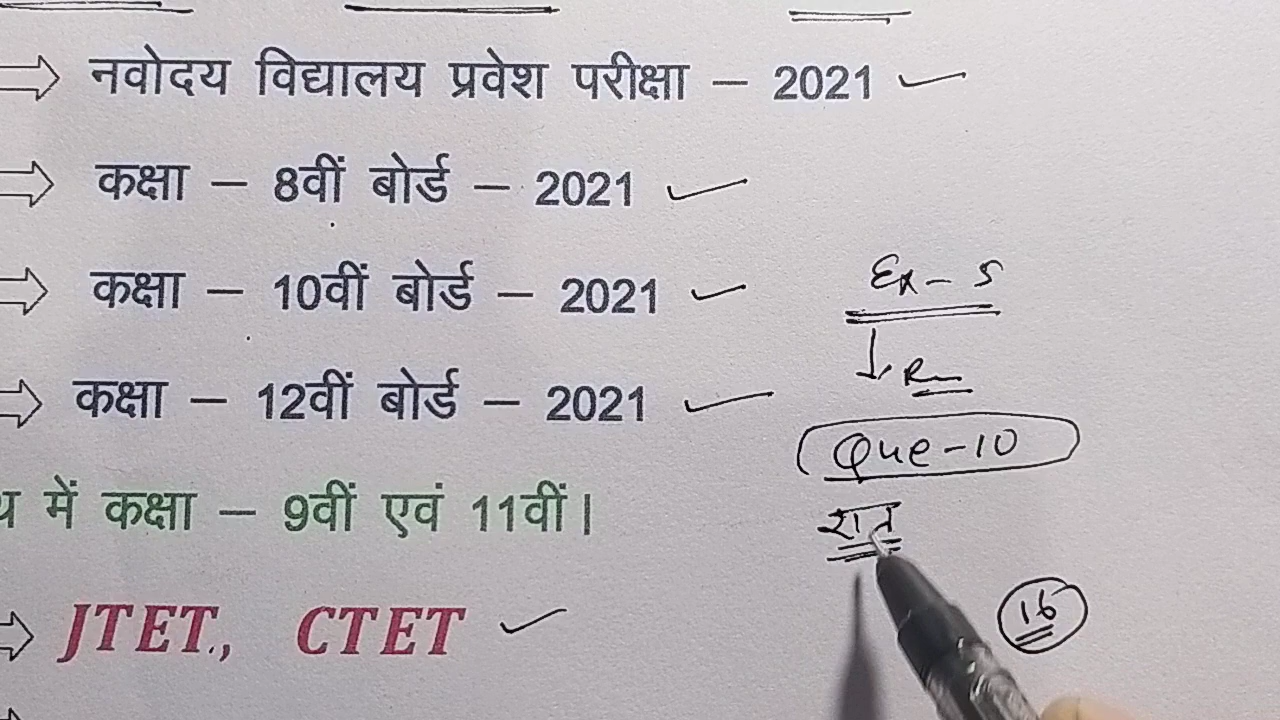 नवोदय विद्यालय प्रवेश परीक्षा – 2021
कक्षा – 8वीं बोर्ड – 2021
कक्षा – 10वीं बोर्ड – 2021
कक्षा – 12वीं बोर्ड – 2021
में कक्षा – 9वीं एवं 11वीं।
JTET., CTET
Ex – 5
Que – 10
रात
16